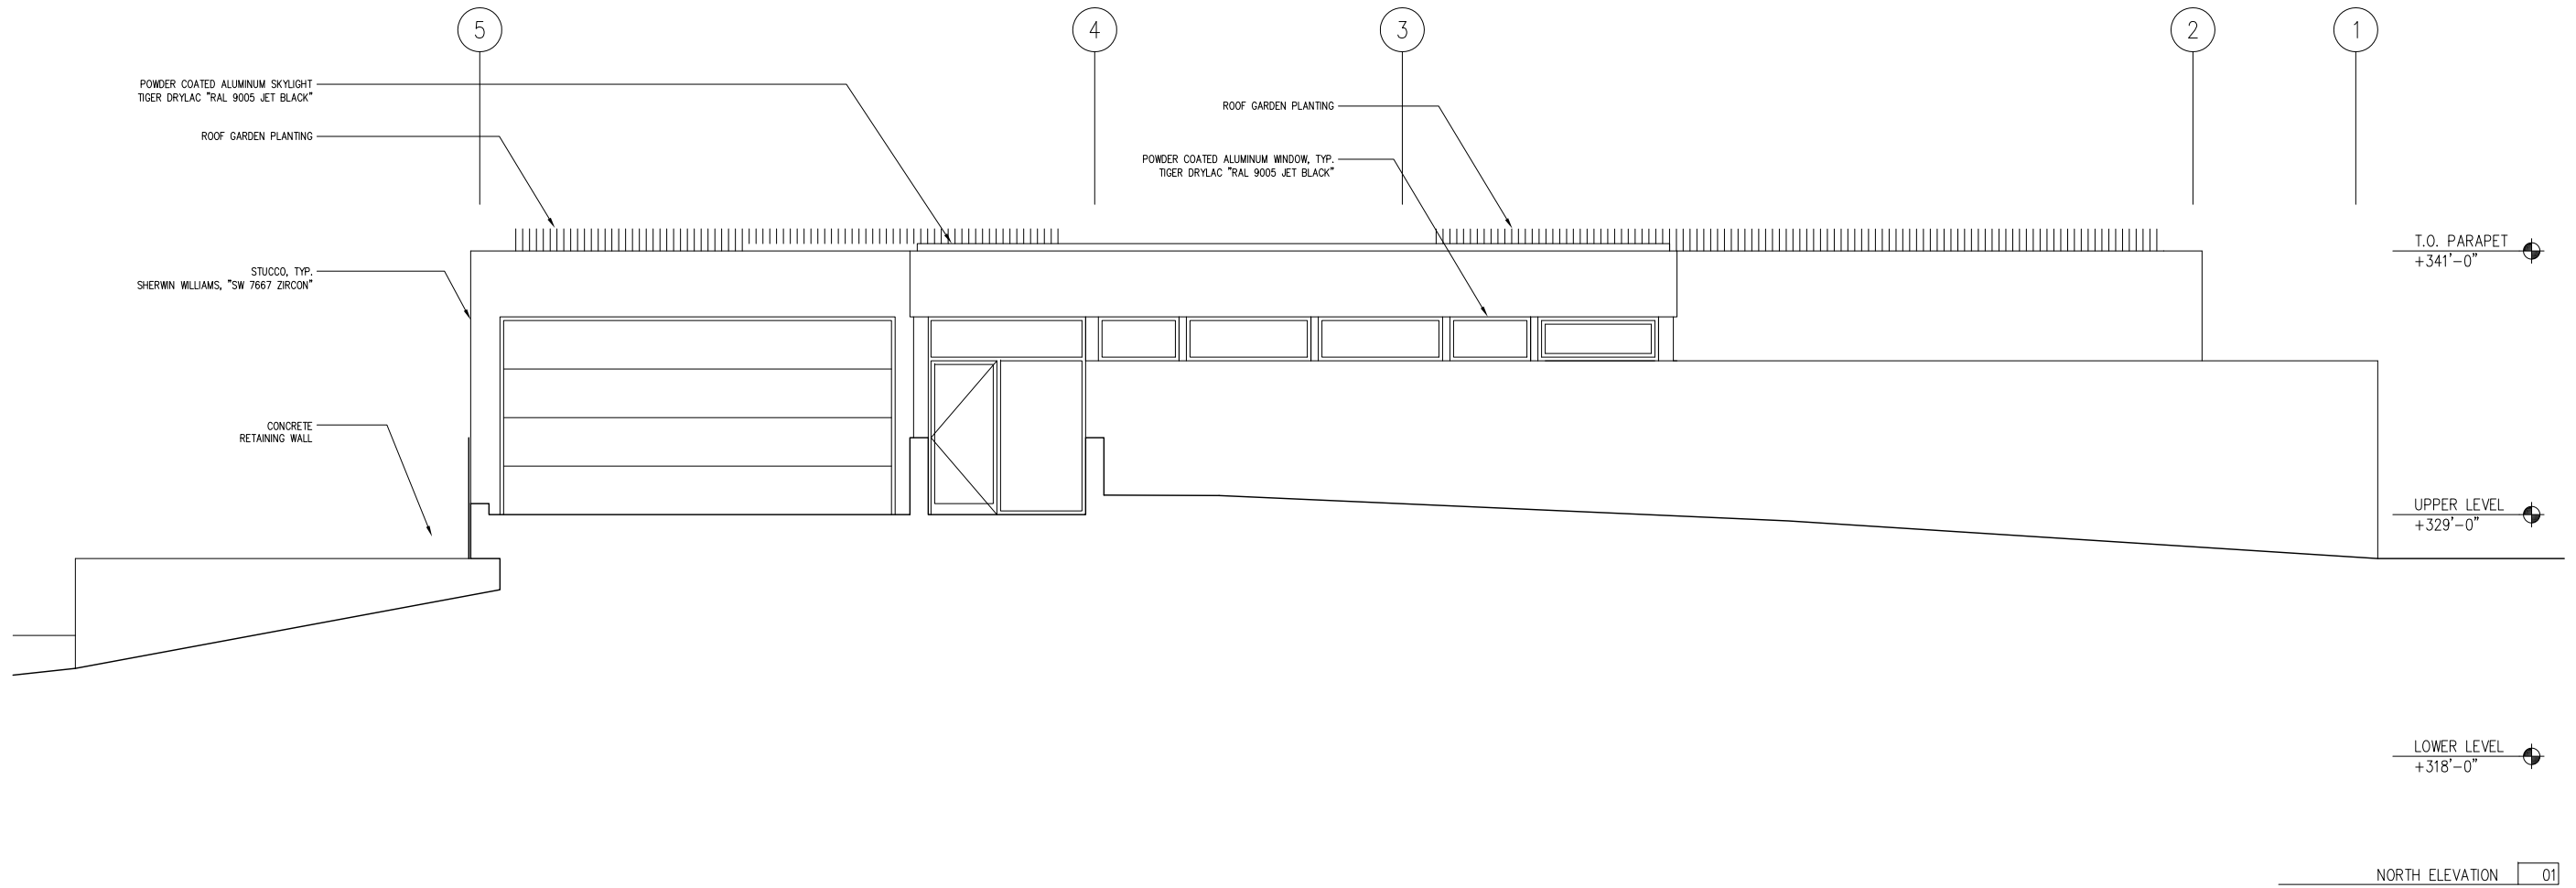 5
4
3
2
1
POWDER COATED ALUMINUM SKYLIGHT
TIGER DRYLAC "RAL 9005 JET BLACK"
ROOF GARDEN PLANTING
ROOF GARDEN PLANTING
POWDER COATED ALUMINUM WINDOW, TYP.
TIGER DRYLAC "RAL 9005 JET BLACK"
STUCCO, TYP.
SHERWIN WILLIAMS, "SW 7667 ZIRCON"
CONCRETE
RETAINING WALL
T.O. PARAPET
+341'-0"
UPPER LEVEL
+329'-0"
LOWER LEVEL
+318'-0"
NORTH ELEVATION 01